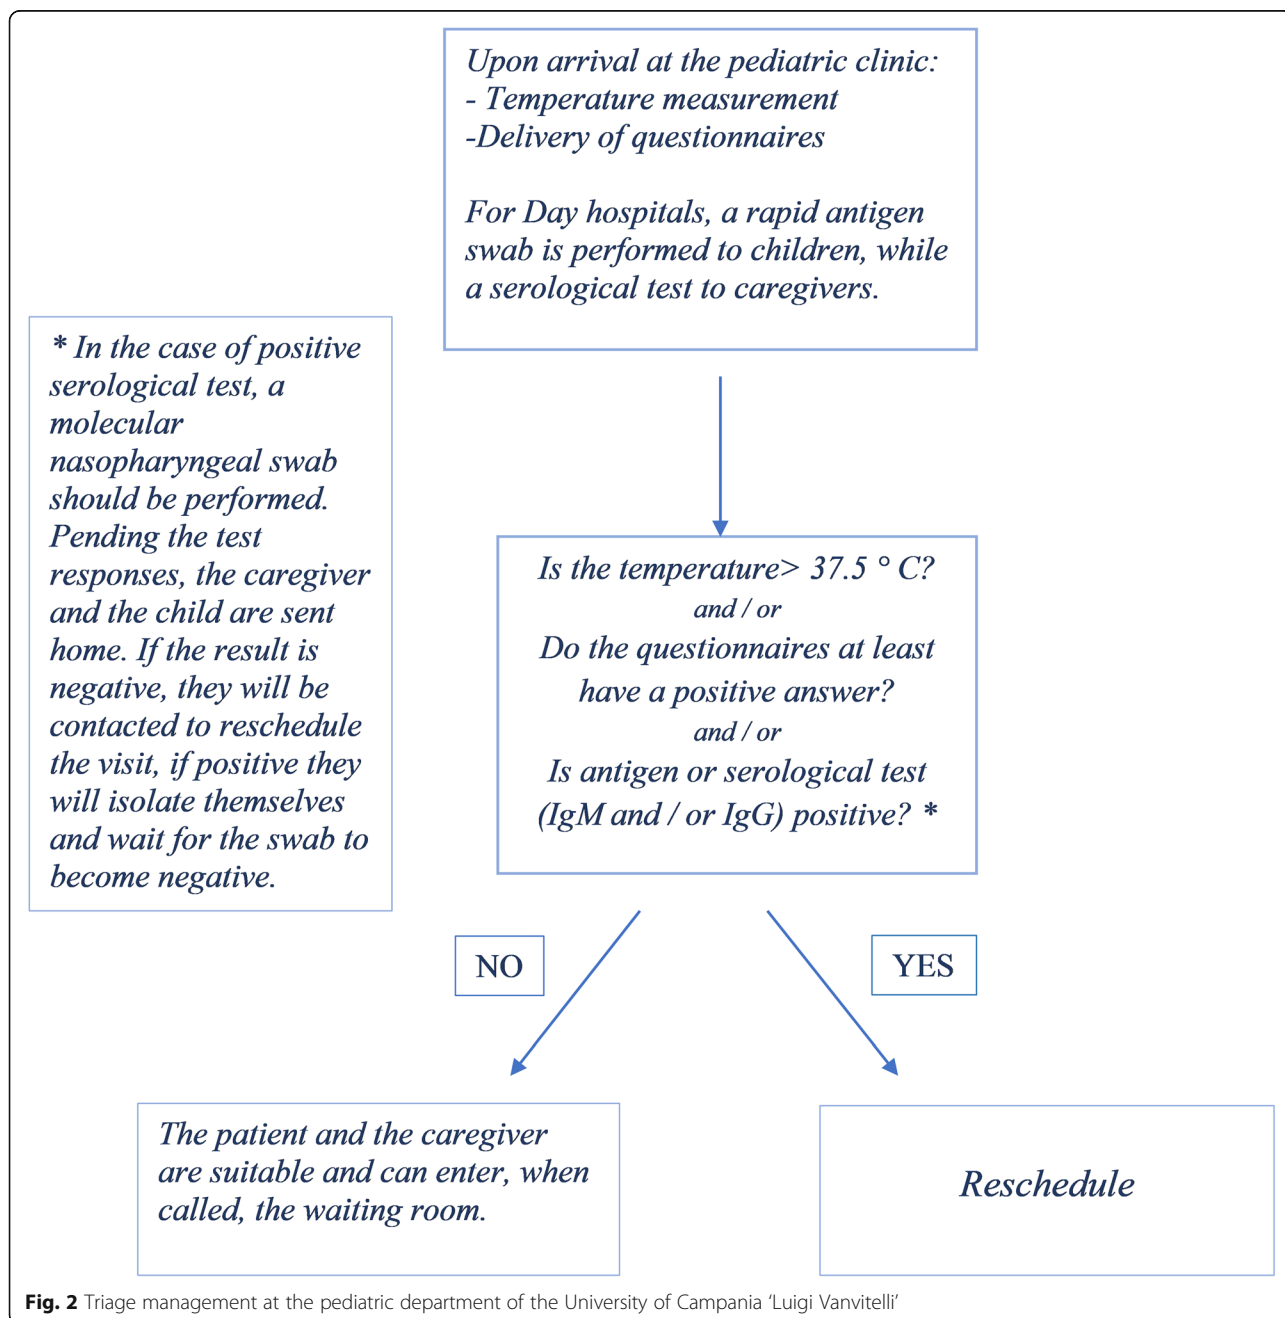 Upon arrival at the pediatric clinic:
- Temperature measurement
-Delivery of questionnaires
For Day hospitals, a rapid antigen
swab is performed to children, while
a serological test to caregivers.
* In the case of positive
serological test, a
molecular
nasopharyngeal swab
should be performed.
Pending the test
responses, the caregiver
and the child are sent
home. If the result is
negative, they will be
contacted to reschedule
the visit, if positive they
will isolate themselves
and wait for the swab to
become negative.
Is the temperature> 37.5 ° C?
and / or
Do the questionnaires at least
have a positive answer?
and / or
Is antigen or serological test
(IgM and / or IgG) positive? *
NO
YES
The patient and the caregiver
are suitable and can enter, when
called, the waiting room.
Reschedule
Fig. 2 Triage management at the pediatric department of the University of Campania ‘Luigi Vanvitelli’